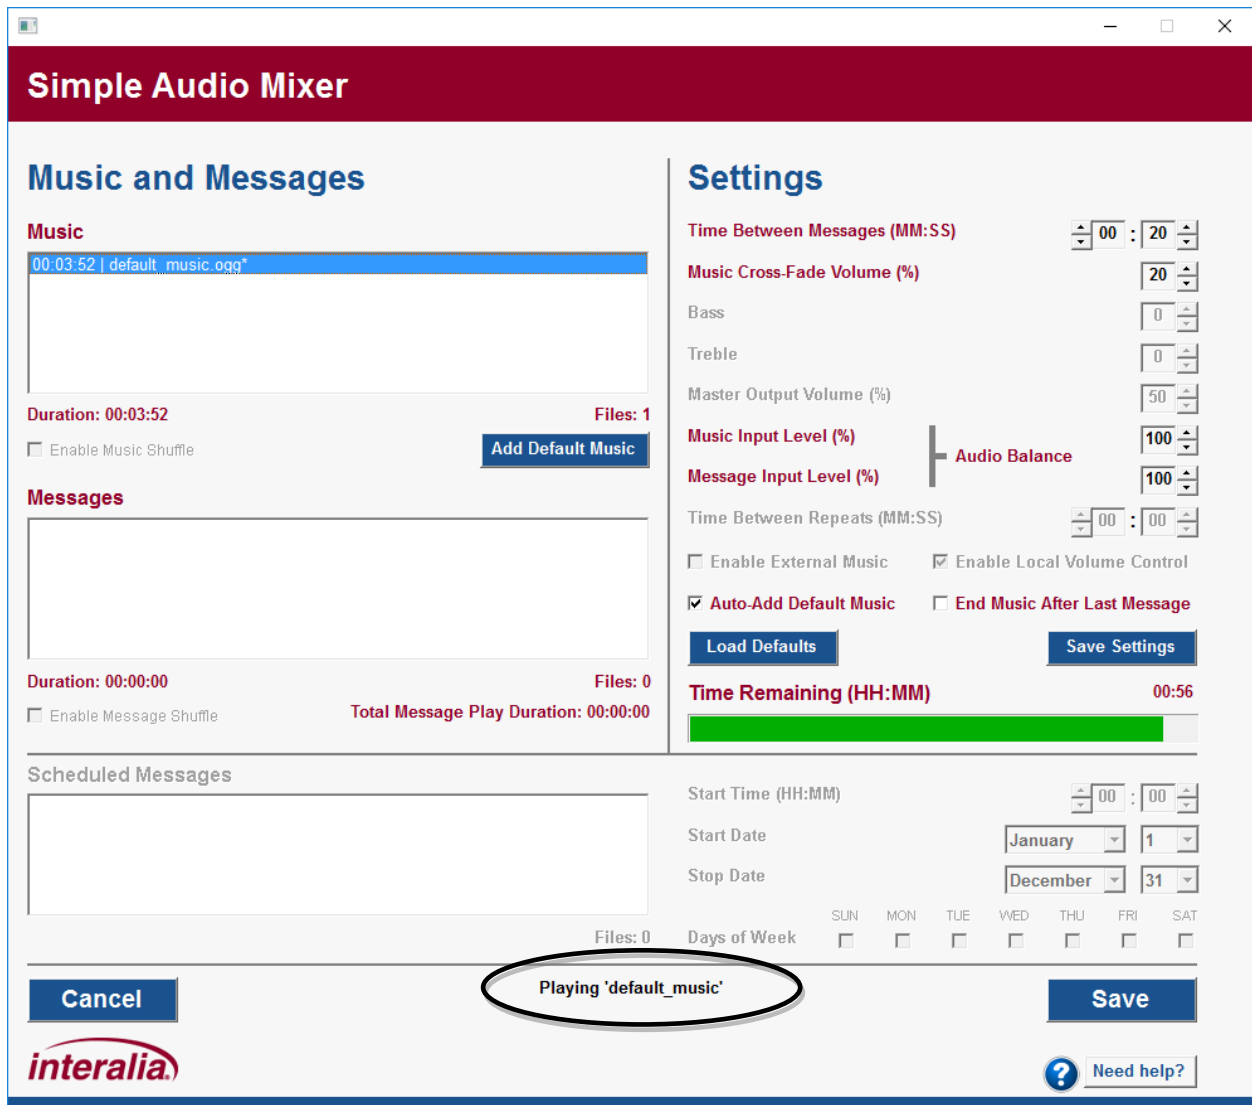 Simple Audio Mixer
Music and Messages
Music
00:03:52 | default_music.ogg*
Duration: 00:03:52 Files: 1
Enable Music Shuffle Add Default Music
Messages
Duration: 00:00:00 Files: 0
Enable Message Shuffle Total Message Play Duration: 00:00:00
Settings
Time Between Messages (MM:SS) 00 : 20
Music Cross-Fade Volume (%) 20
Bass 0
Treble 0
Master Output Volume (%) 50
Music Input Level (%) 100
Audio Balance
Message Input Level (%) 100
Time Between Repeats (MM:SS) 00 : 00
Enable External Music Enable Local Volume Control
Auto-Add Default Music End Music After Last Message
Load Defaults Save Settings
Time Remaining (HH:MM) 00:56
Scheduled Messages
Files: 0
Start Time (HH:MM) 00 : 00
Start Date January 1
Stop Date December 31
SUN MON TUE WED THU FRI SAT
Days of Week
Cancel Playing 'default_music' Save
interalia
? Need help?